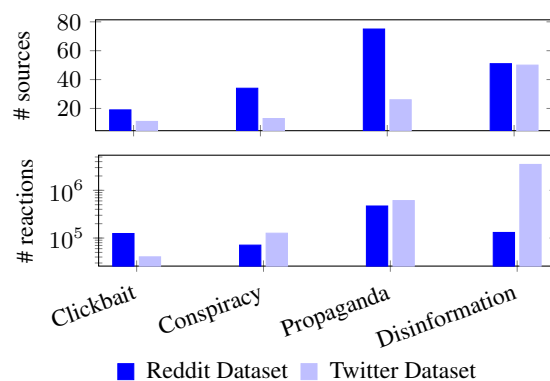 80
60
40
20
# sources
10^6
10^5
# reactions
Clickbait
Conspiracy
Propaganda
Disinformation
Reddit Dataset
Twitter Dataset